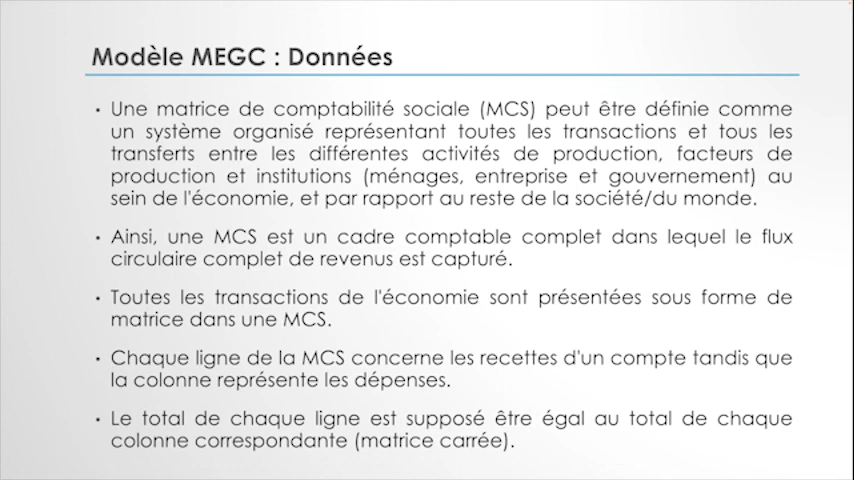 Modèle MEGC : Données
• Une matrice de comptabilité sociale (MCS) peut être définie comme
un système organisé représentant toutes les transactions et tous les
transferts entre les différentes activités de production, facteurs de
production et institutions (ménages, entreprise et gouvernement) au
sein de l'économie, et par rapport au reste de la société/du monde.
• Ainsi, une MCS est un cadre comptable complet dans lequel le flux
circulaire complet de revenus est capturé.
• Toutes les transactions de l'économie sont présentées sous forme de
matrice dans une MCS.
• Chaque ligne de la MCS concerne les recettes d'un compte tandis que
la colonne représente les dépenses.
• Le total de chaque ligne est supposé être égal au total de chaque
colonne correspondante (matrice carrée).